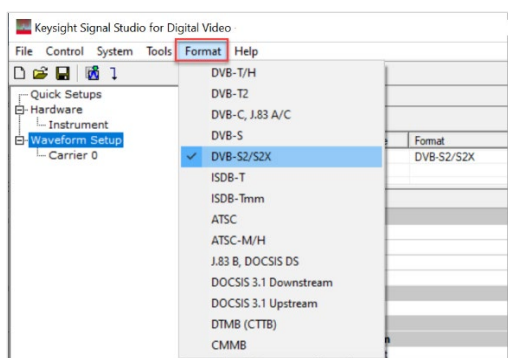 Keysight Signal Studio for Digital Video
File Control System Tools Format Help
Quick Setups
Hardware
Instrument
Waveform Setup
Carrier 0
DVB-T/H
DVB-T2
DVB-C, J.83 A/C
DVB-S
DVB-S2/S2X
ISDB-T
ISDB-Tmm
ATSC
ATSC-M/H
J.83 B, DOCSIS DS
DOCSIS 3.1 Downstream
DOCSIS 3.1 Upstream
DTMB (CTTB)
CMMB
Format
DVB-S2/S2X